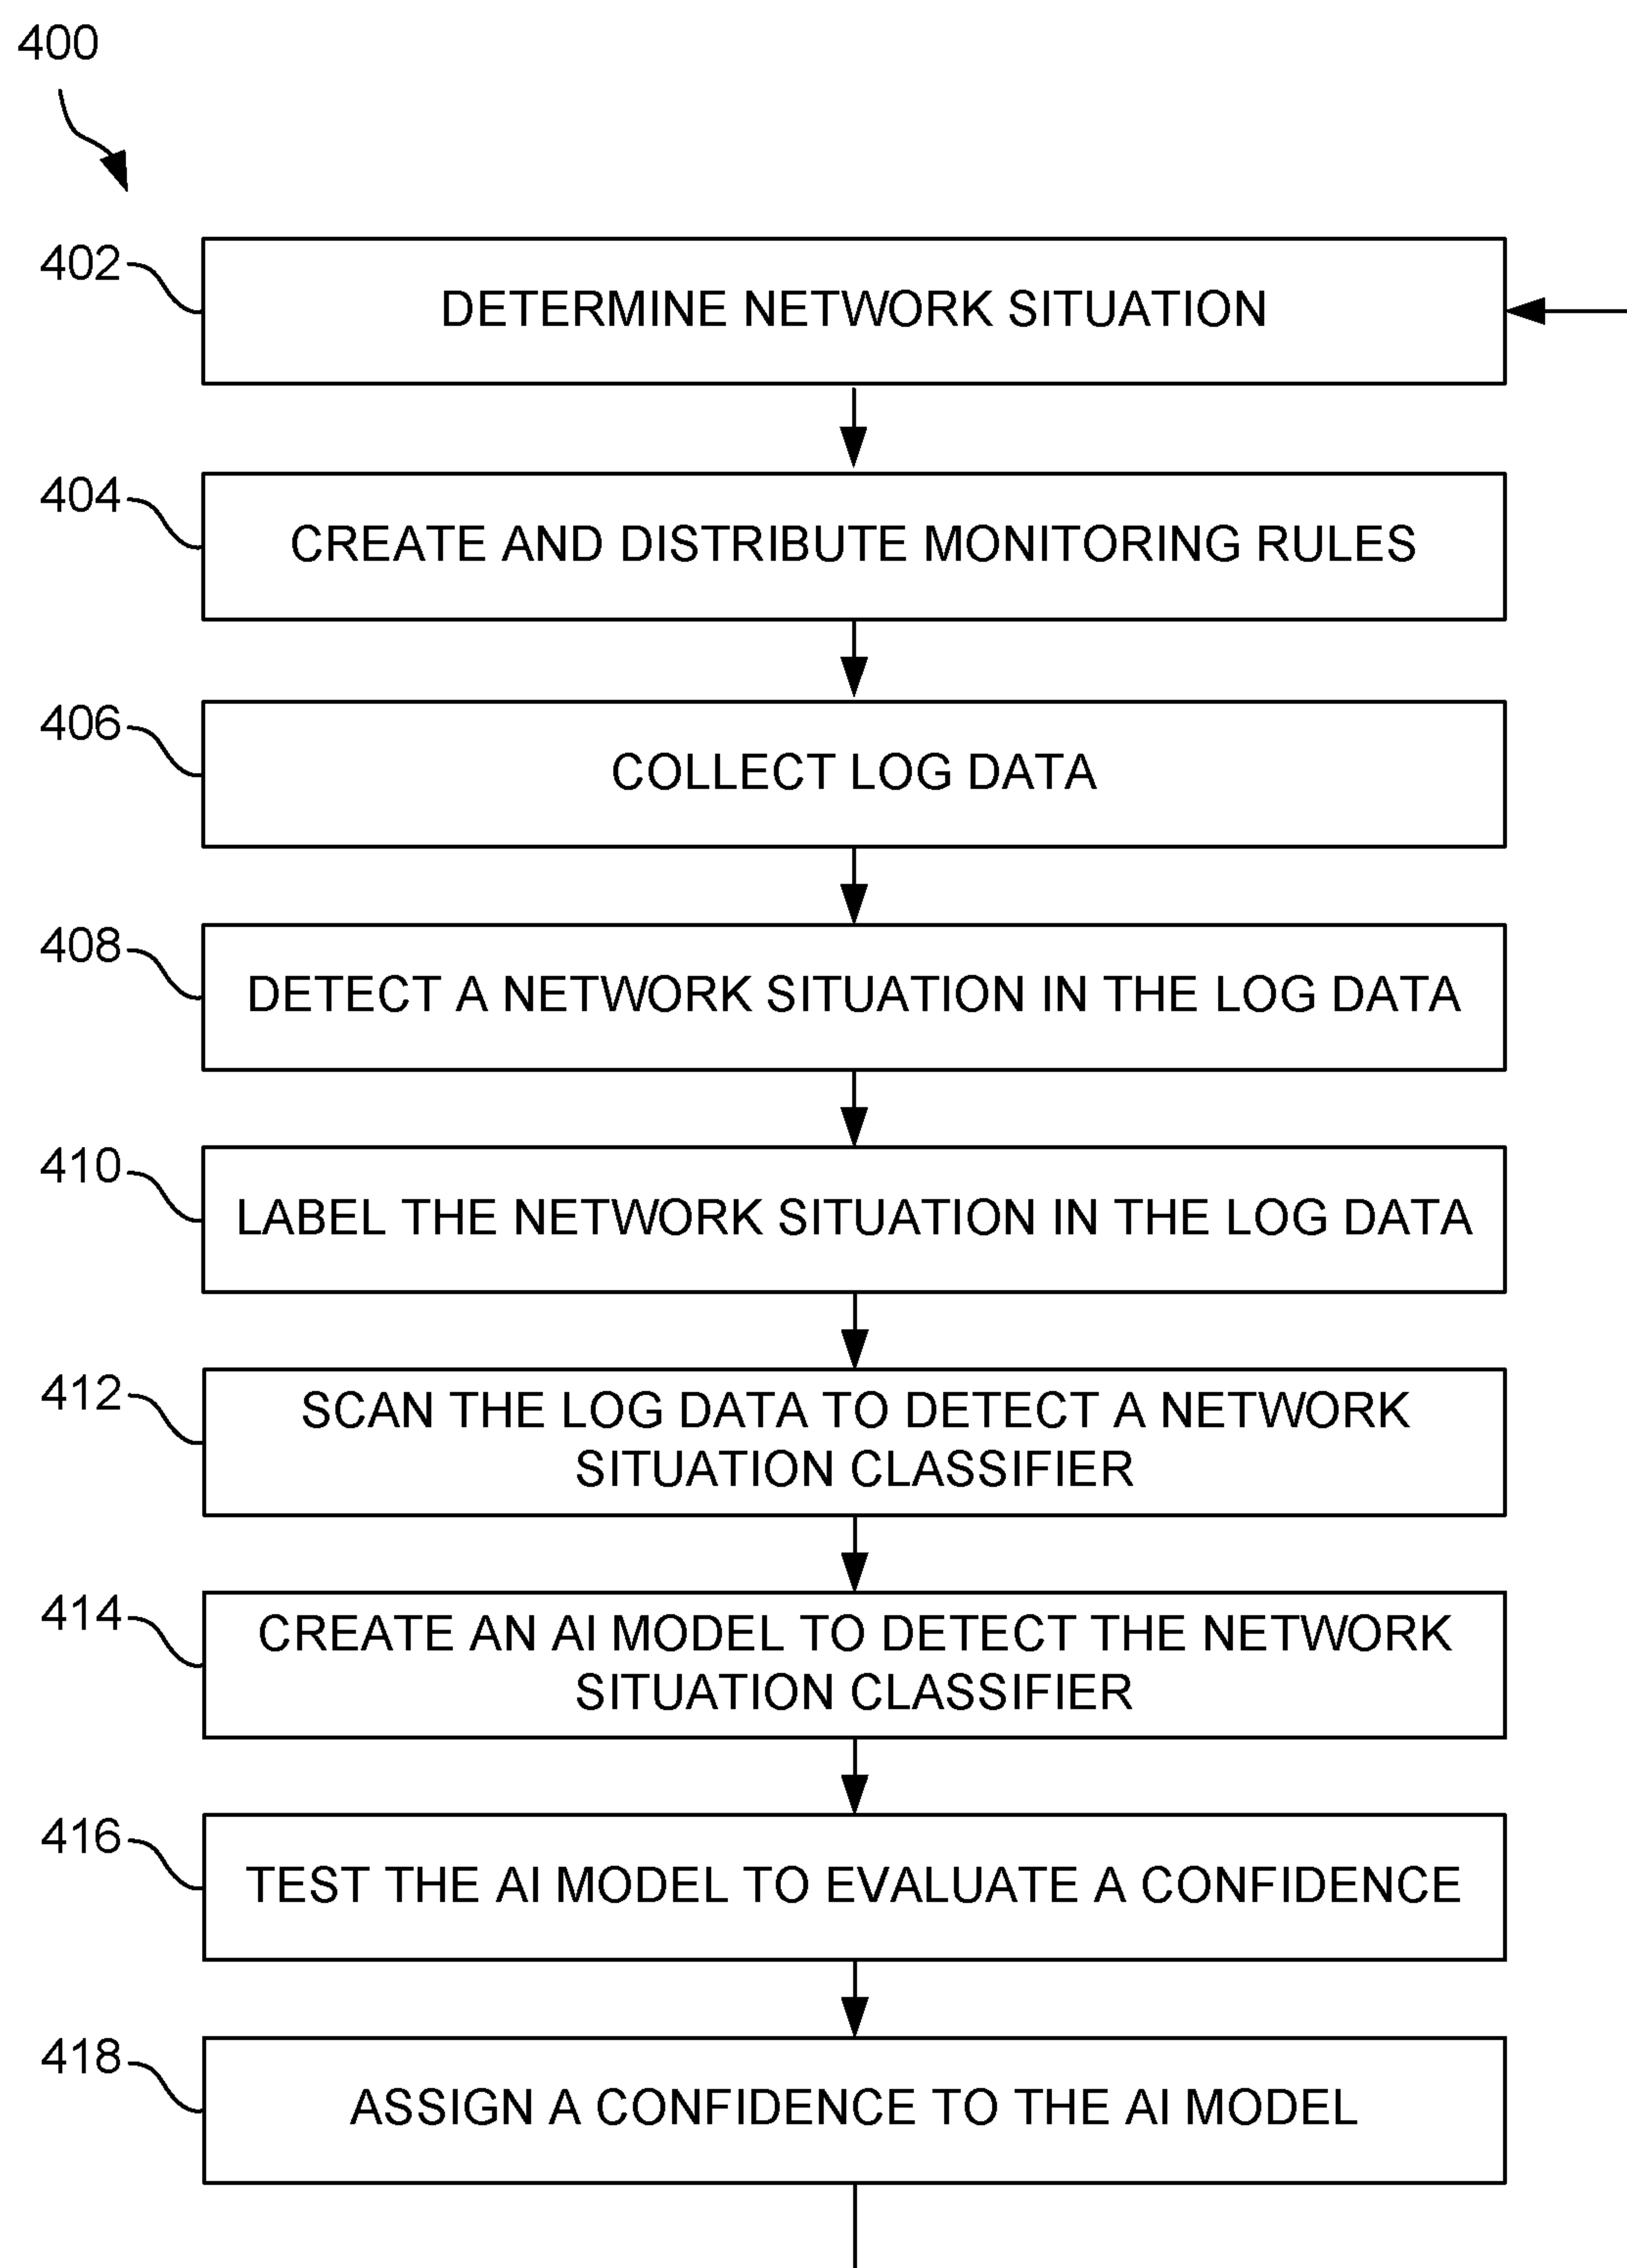 400
402
DETERMINE NETWORK SITUATION
404
CREATE AND DISTRIBUTE MONITORING RULES
406
COLLECT LOG DATA
408
DETECT A NETWORK SITUATION IN THE LOG DATA
410
LABEL THE NETWORK SITUATION IN THE LOG DATA
412
SCAN THE LOG DATA TO DETECT A NETWORK
SITUATION CLASSIFIER
414
CREATE AN AI MODEL TO DETECT THE NETWORK
SITUATION CLASSIFIER
416
TEST THE AI MODEL TO EVALUATE A CONFIDENCE
418
ASSIGN A CONFIDENCE TO THE AI MODEL